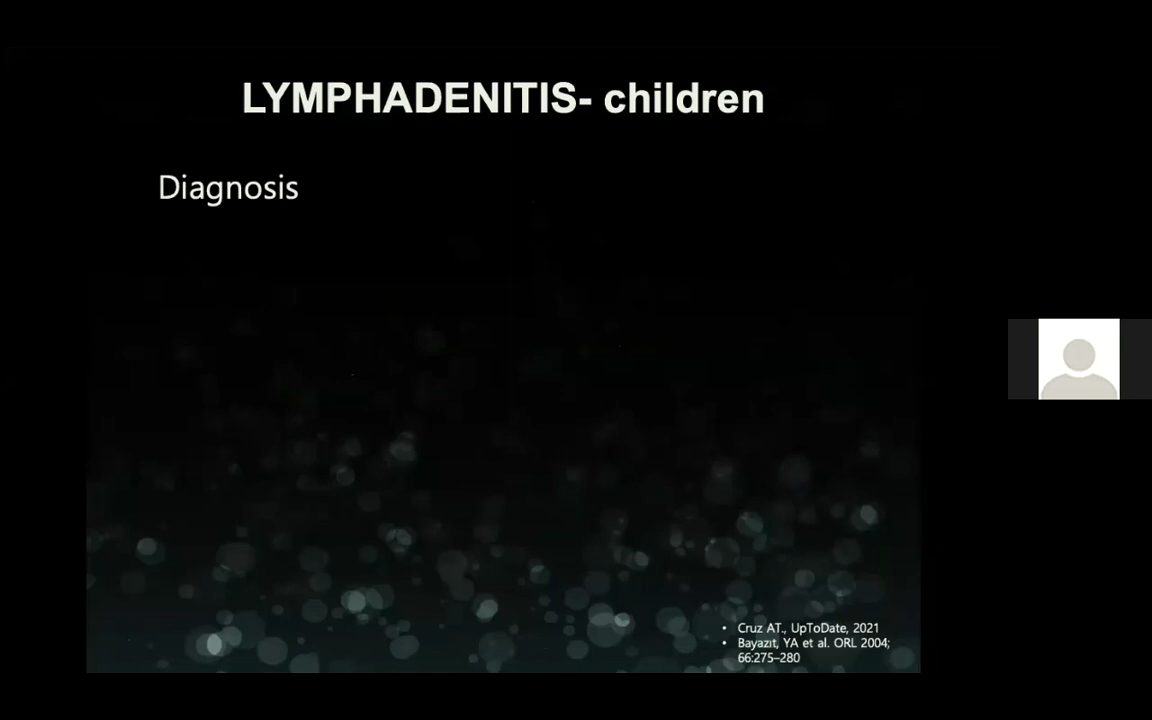 LYMPHADENITIS- children
Diagnosis
• Cruz AT., UpToDate, 2021
• Bayazıt, YA et al. ORL 2004;
66:275–280